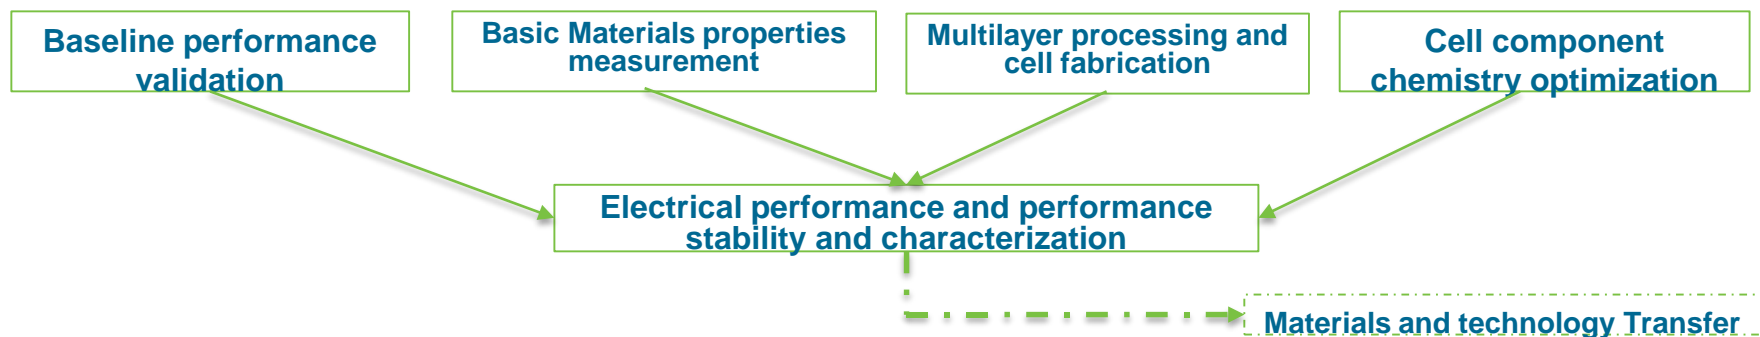 Baseline performance
validation
Basic Materials properties
measurement
Multilayer processing and
cell fabrication
Cell component
chemistry optimization
Electrical performance and performance
stability and characterization
Materials and technology Transfer